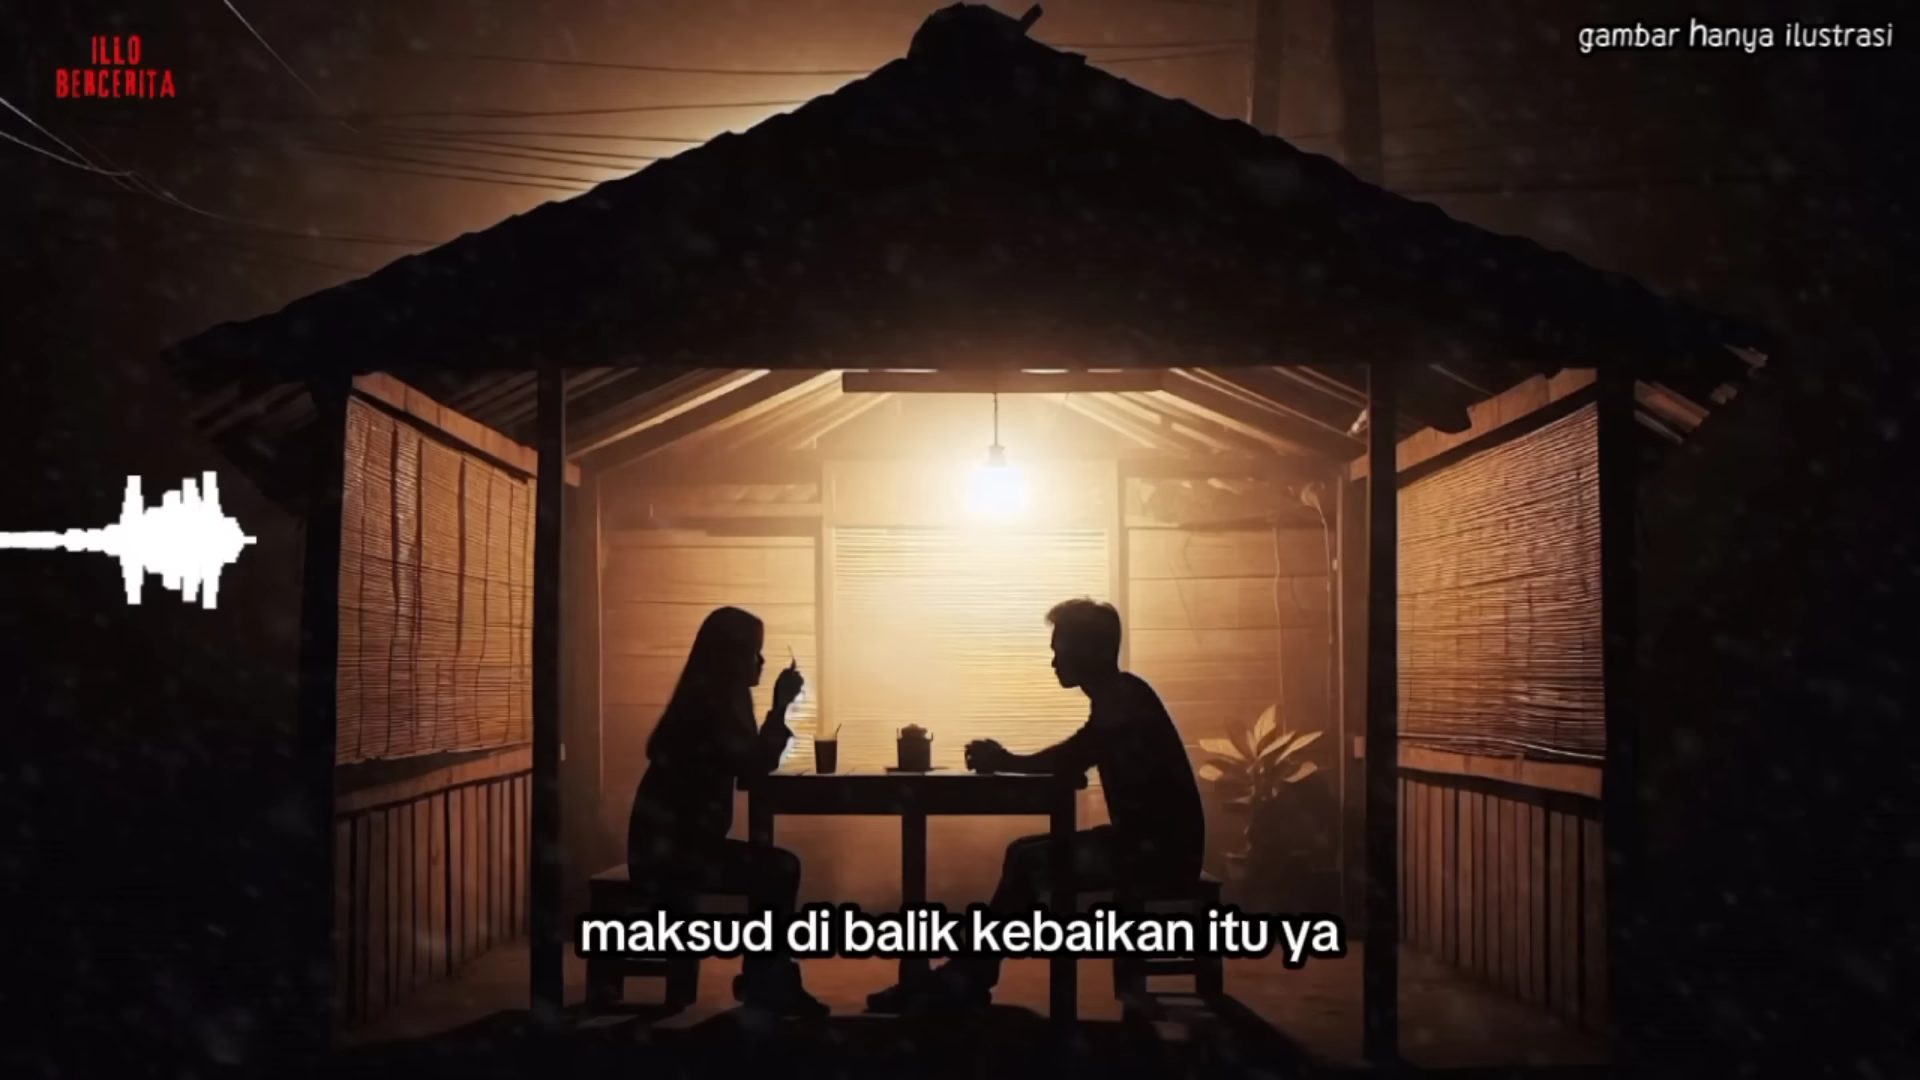 ILLO
BERCERITA
gambar hanya ilustrasi
maksud di balik kebaikan itu ya